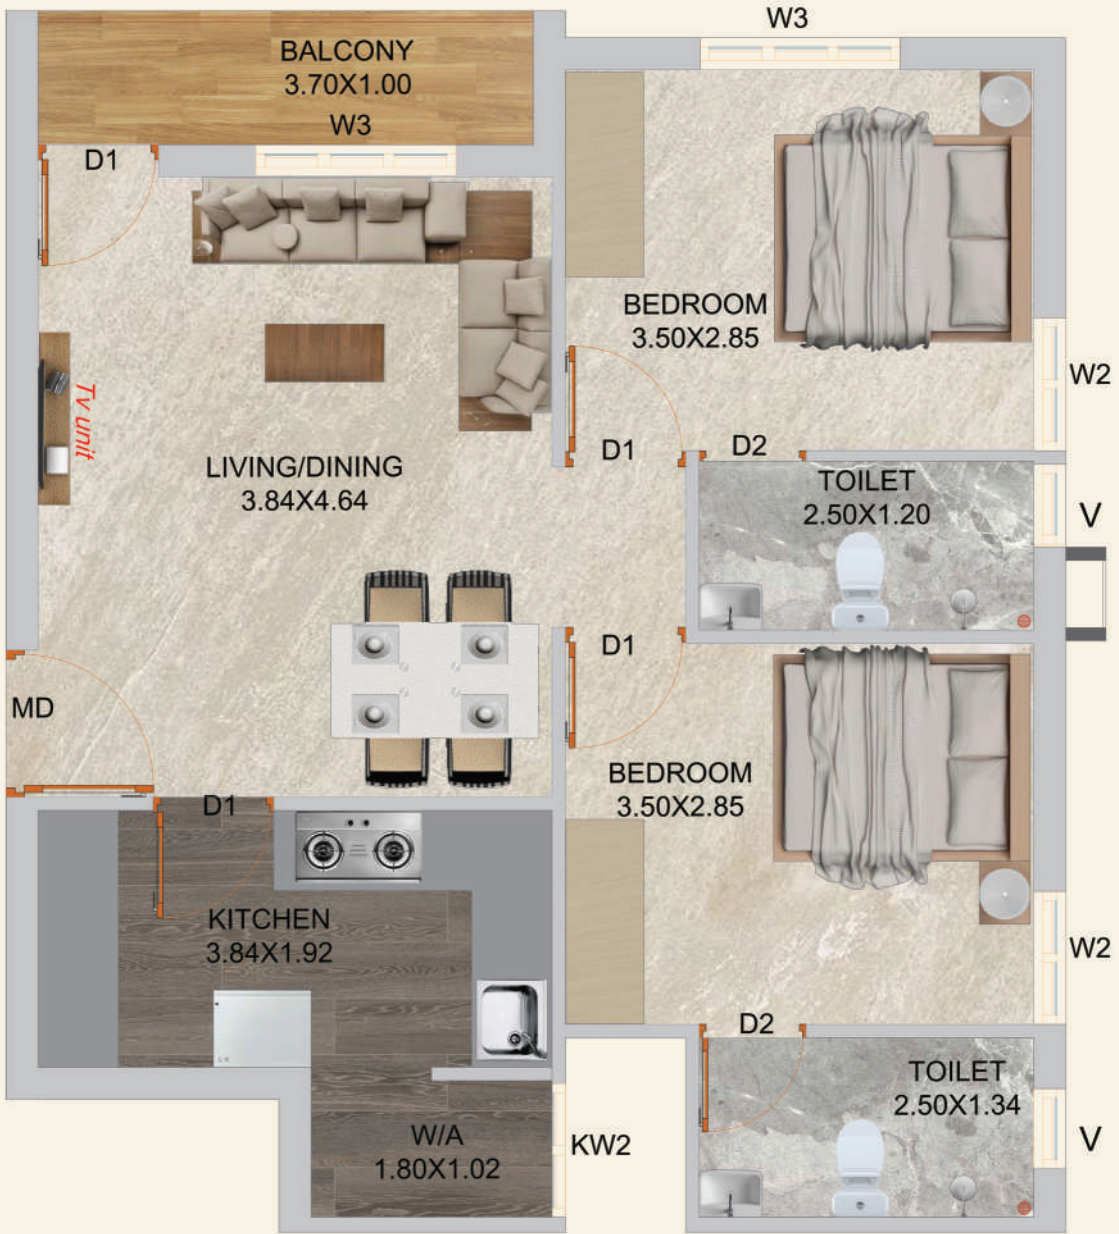 W3
BALCONY
3.70X1.00
W3
D1
BEDROOM
3.50X2.85
W2
Tv unit
D1
D2
LIVING/DINING
3.84X4.64
TOILET
2.50X1.20
V
D1
MD
BEDROOM
3.50X2.85
D1
KITCHEN
3.84X1.92
W2
D2
TOILET
2.50X1.34
W/A
1.80X1.02
KW2
V